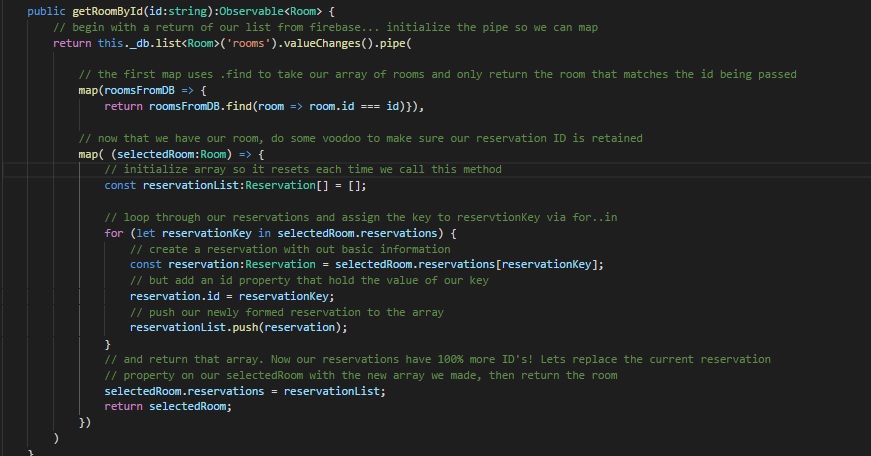 public getRoomById(id:string):Observable<Room> {
// begin with a return of our list from firebase... initialize the pipe so we can map
return this._db.list<Room>('rooms').valueChanges().pipe(
// the first map uses .find to take our array of rooms and only return the room that matches the id being passed
map(roomsFromDB => {
return roomsFromDB.find(room => room.id === id)}),
// now that we have our room, do some voodoo to make sure our reservation ID is retained
map( (selectedRoom:Room) => {
// initialize array so it resets each time we call this method
const reservationList:Reservation[] = [];
// loop through our reservations and assign the key to reservtionKey via for..in
for (let reservationKey in selectedRoom.reservations) {
// create a reservation with out basic information
const reservation:Reservation = selectedRoom.reservations[reservationKey];
// but add an id property that hold the value of our key
reservation.id = reservationKey;
// push our newly formed reservation to the array
reservationList.push(reservation);
}
// and return that array. Now our reservations have 100% more ID's! Lets replace the current reservation
// property on our selectedRoom with the new array we made, then return the room
selectedRoom.reservations = reservationList;
return selectedRoom;
})
)
}